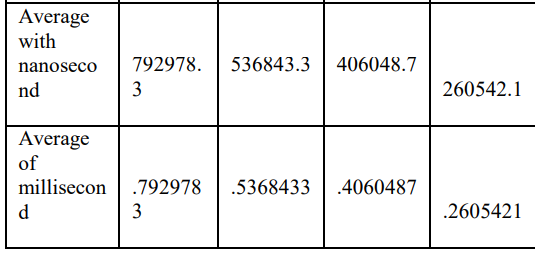 Average
with
nanoseco
nd
792978.
3
536843.3
406048.7
260542.1
Average
of
millisecon
d
.792978
3
.5368433
.4060487
.2605421